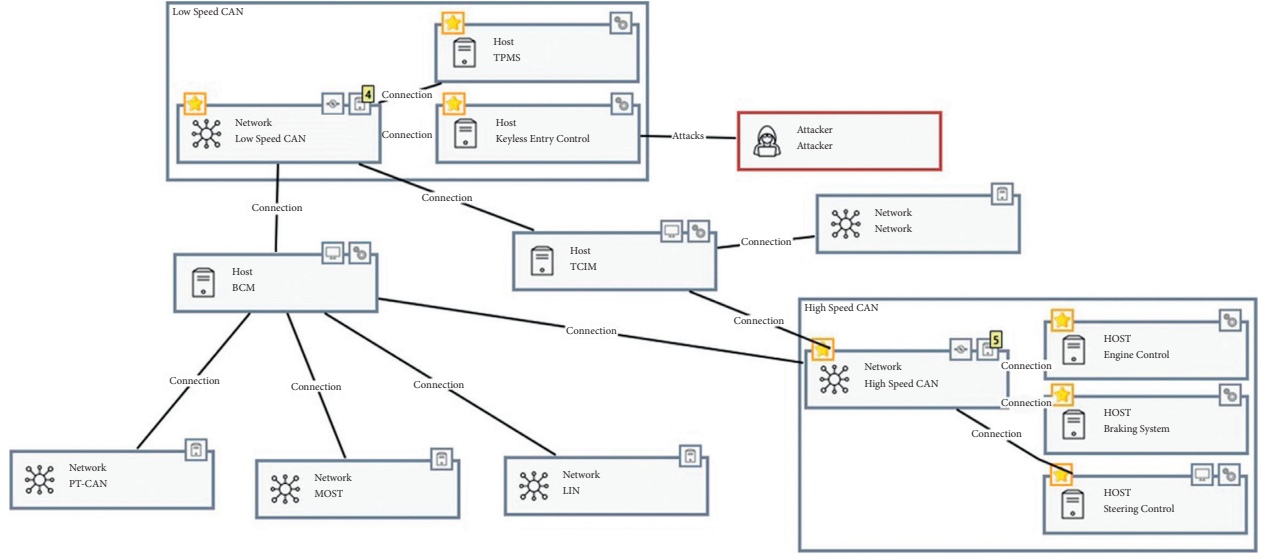 Low Speed CAN
Host
TPMS
Connection
4
Network
Low Speed CAN
Connection
Host
Keyless Entry Control
Attacks
Attacker
Attacker
Connection
Connection
Network
Network
Host
TCIM
Connection
Host
BCM
Connection
Connection
High Speed CAN
5
Network
High Speed CAN
HOST
Engine Control
Connection
Connection
HOST
Braking System
Connection
HOST
Steering Control
Connection
Connection
Connection
Network
PT-CAN
Network
MOST
Network
LIN